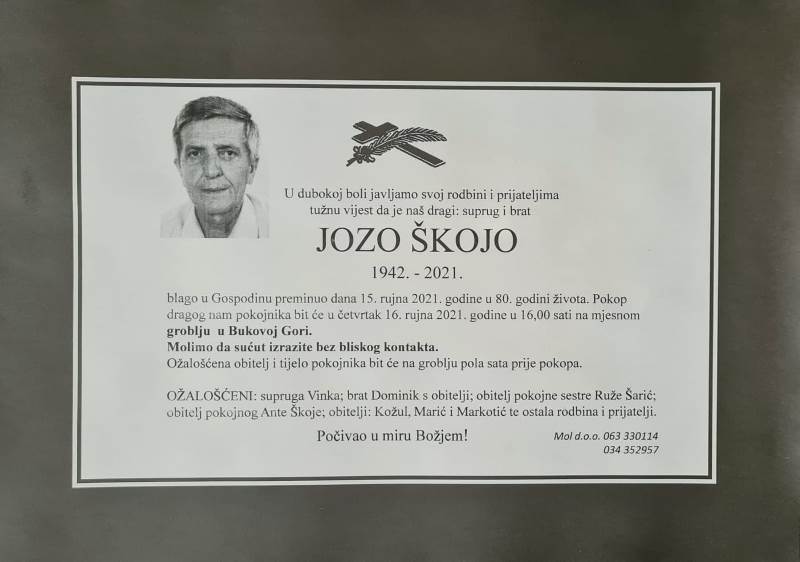 U dubokoj boli javljamo svoj rodbini i prijateljima
tužnu vijest da je naš dragi: suprug i brat
JOZO ŠKOJO
1942. - 2021.
blago u Gospodinu preminuo dana 15. rujna 2021. godine u 80. godini života. Pokop
dragog nam pokojnika bit će u četvrtak 16. rujna 2021. godine u 16,00 sati na mjesnom
groblju u Bukovoj Gori.
Molimo da sućut izrazite bez bliskog kontakta.
Ožalošćena obitelj i tijelo pokojnika bit će na groblju pola sata prije pokopa.
OŽALOŠĆENI: supruga Vinka; brat Dominik s obitelji; obitelj pokojne sestre Ruže Šarić;
obitelj pokojnog Ante Škoje; obitelji: Kožul, Marić i Markotić te ostala rodbina i prijatelji.
Počivao u miru Božjem!
Mol d.o.o. 063 330114
034 352957